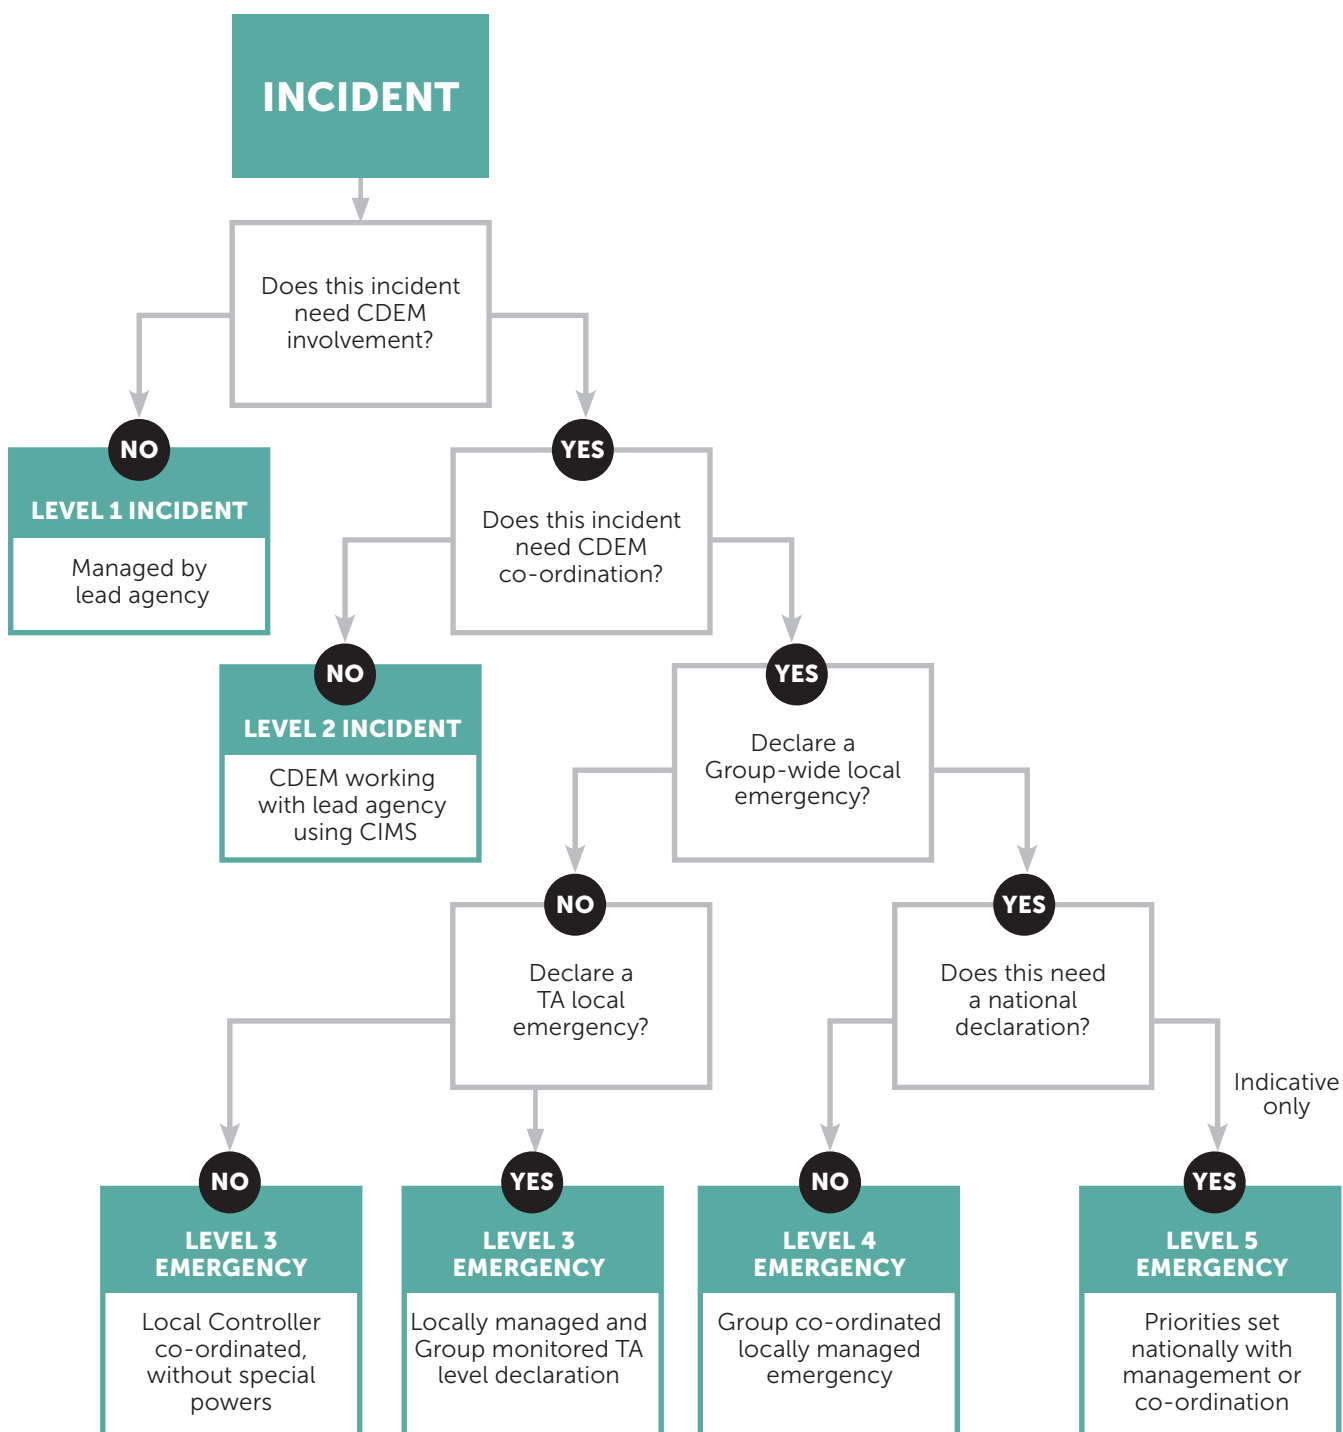 INCIDENT
Does this incident
need CDEM
involvement?
NO
LEVEL 1 INCIDENT
Managed by
lead agency
YES
Does this incident
need CDEM
co-ordination?
NO
LEVEL 2 INCIDENT
CDEM working
with lead agency
using CIMS
YES
Declare a
Group-wide local
emergency?
NO
Declare a
TA local
emergency?
YES
Does this need
a national
declaration?
Indicative
only
NO
LEVEL 3
EMERGENCY
Local Controller
co-ordinated,
without special
powers
YES
LEVEL 3
EMERGENCY
Locally managed and
Group monitored TA
level declaration
NO
LEVEL 4
EMERGENCY
Group co-ordinated
locally managed
emergency
YES
LEVEL 5
EMERGENCY
Priorities set
nationally with
management or
co-ordination